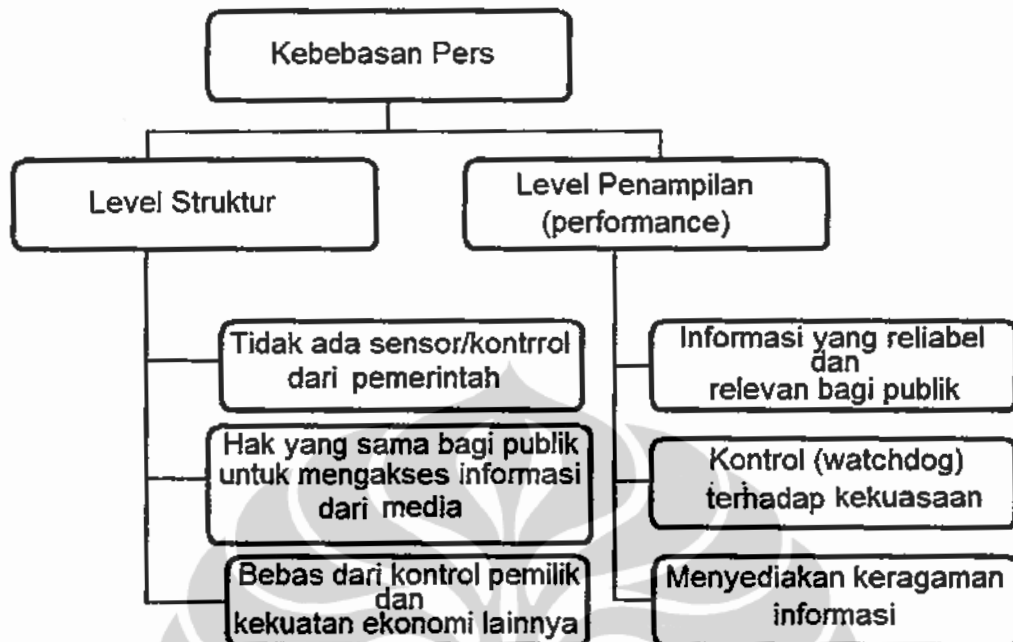 Kebebasan Pers
Level Struktur
Level Penampilan
(performance)
Tidak ada sensor/kontrrol
dari pemerintah
Hak yang sama bagi publik
untuk mengakses informasi
dari media
Bebas dari kontrol pemilik
dan
kekuatan ekonomi lainnya
Informasi yang reliabel
dan
relevan bagi publik
Kontrol (watchdog)
terhadap kekuasaan
Menyediakan keragaman
informasi